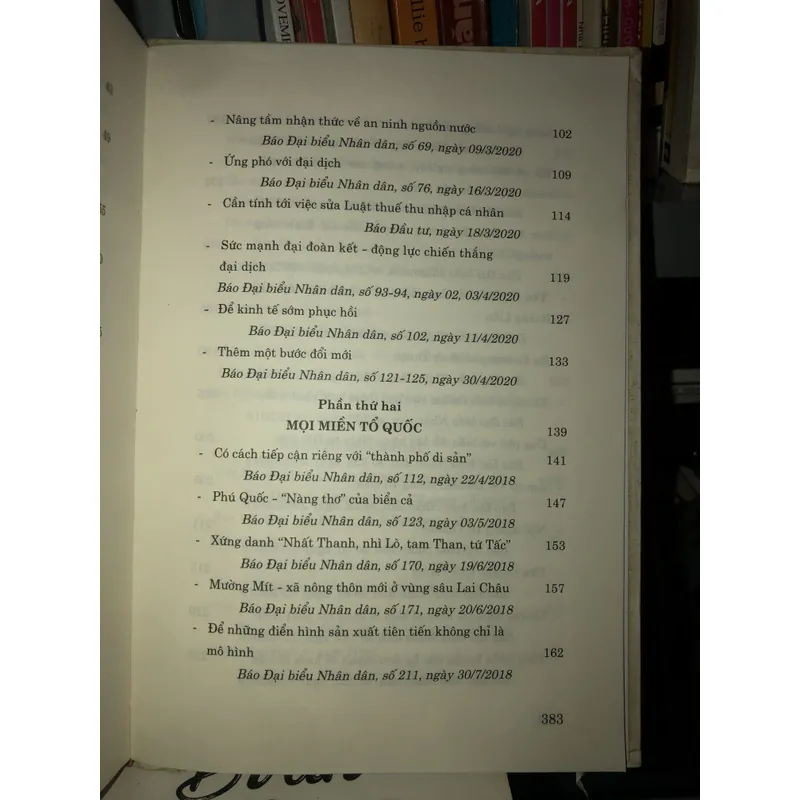 - Nâng tầm nhận thức về an ninh nguồn nước 102
Báo Đại biểu Nhân dân, số 69, ngày 09/3/2020
- Ứng phó với đại dịch 109
Báo Đại biểu Nhân dân, số 76, ngày 16/3/2020
- Cần tính tới việc sửa Luật thuế thu nhập cá nhân 114
Báo Đầu tư, ngày 18/3/2020
- Sức mạnh đại đoàn kết - động lực chiến thắng
đại dịch 119
Báo Đại biểu Nhân dân, số 93-94, ngày 02, 03/4/2020
- Để kinh tế sớm phục hồi 127
Báo Đại biểu Nhân dân, số 102, ngày 11/4/2020
- Thêm một bước đổi mới 133
Báo Đại biểu Nhân dân, số 121-125, ngày 30/4/2020
Phần thứ hai
MỌI MIỀN TỔ QUỐC 139
- Có cách tiếp cận riêng với "thành phố di sản" 141
Báo Đại biểu Nhân dân, số 112, ngày 22/4/2018
- Phú Quốc - "Nàng thơ" của biển cả 147
Báo Đại biểu Nhân dân, số 123, ngày 03/5/2018
- Xứng danh "Nhất Thanh, nhì Lò, tam Than, tứ Tấc" 153
Báo Đại biểu Nhân dân, số 170, ngày 19/6/2018
- Mường Mít - xã nông thôn mới ở vùng sâu Lai Châu 157
Báo Đại biểu Nhân dân, số 171, ngày 20/6/2018
- Để những điển hình sản xuất tiên tiến không chỉ là
mô hình 162
Báo Đại biểu Nhân dân, số 211, ngày 30/7/2018
383